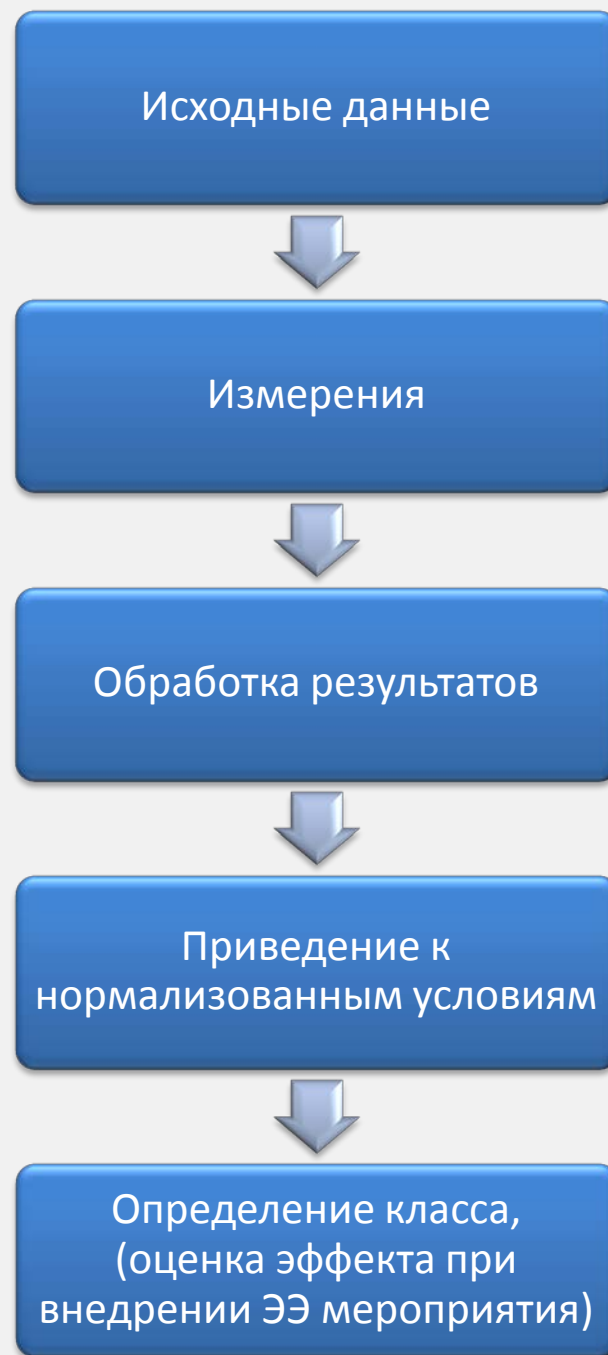 Исходные данные
Измерения
Обработка результатов
Приведение к
нормализованным условиям
Определение класса,
(оценка эффекта при
внедрении ЭЭ мероприятия)